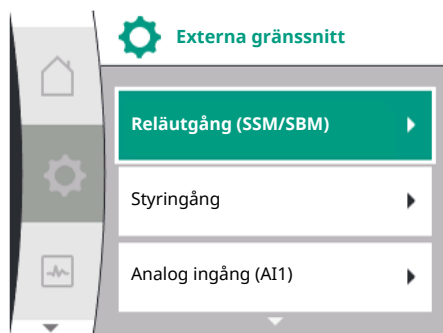 Externa gränssnitt
Reläutgång (SSM/SBM)
Styringång
Analog ingång (AI1)